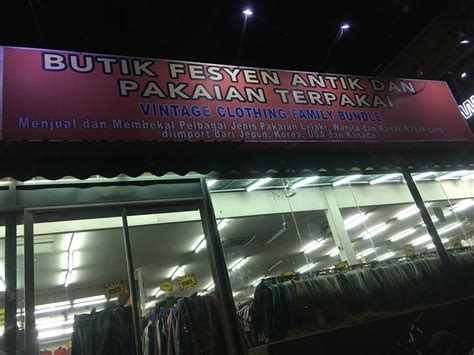 BUTIK FESYEN ANTIK DAN
PAKAIAN TERPAKAI
VINTAGE CLOTHING FAMILY BUNDLE
Menjual dan Membekal Pelbagai Jenis Pakaian Lelaki, Wanita dan Kanak-Kanak yang
diimport dari Jepun, Korea, USA dan Kanada